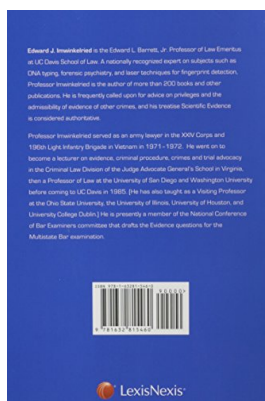 Edward J. Imwinkelried is the Edward L. Barrett, Jr. Professor of Law Emeritus
at UC Davis School of Law. A nationally recognized expert on subjects such as
DNA typing, forensic psychiatry, and laser techniques for fingerprint detection,
Professor Imwinkelried is the author of more than 200 books and other
publications. He is frequently called upon for advice on privileges and the
admissibility of evidence of other crimes, and his treatise Scientific Evidence
is considered authoritative.
Professor Imwinkelried served as an army lawyer in the XXIV Corps and
196th Light Infantry Brigade in Vietnam in 1971-1972. He went on to
become a lecturer on evidence, criminal procedure, crimes and trial advocacy
in the Criminal Law Division of the Judge Advocate General's School in Virginia,
then a Professor of Law at the University of San Diego and Washington University
before coming to UC Davis in 1985. [He has also taught as a Visiting Professor
at the Ohio State University, the University of Illinois, University of Houston, and
University College Dublin.] He is presently a member of the National Conference
of Bar Examiners committee that drafts the Evidence questions for the
Multistate Bar examination.
90000>
9 781632 815460
LexisNexis®